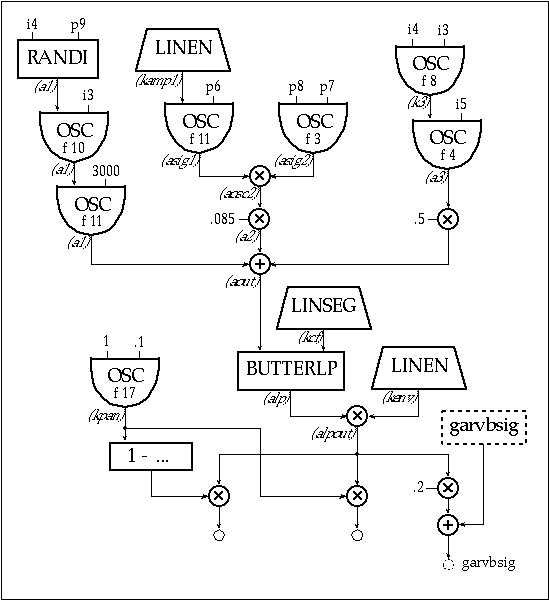 i4 p9
RANDI
(a1)
i3
OSC
f 10
(a1)
3000
OSC
f 11
(a1)
LINEN
(kamp1)
p6
OSC
f 11
(asig1)
p8 p7
OSC
f 3
(asig2)
×
(aosc2)
.085 ×
(a2)
i4 i3
OSC
f 8
(k3)
i5
OSC
f 4
(a3)
.5 ×
+
(aout)
LINSEG
(kcf)
BUTTERLP
(alp)
LINEN
(kenv)
×
(alpout)
1 .1
OSC
f 17
(kpan)
1 - ...
×
×
garvbsig
.2 ×
+
garvbsig